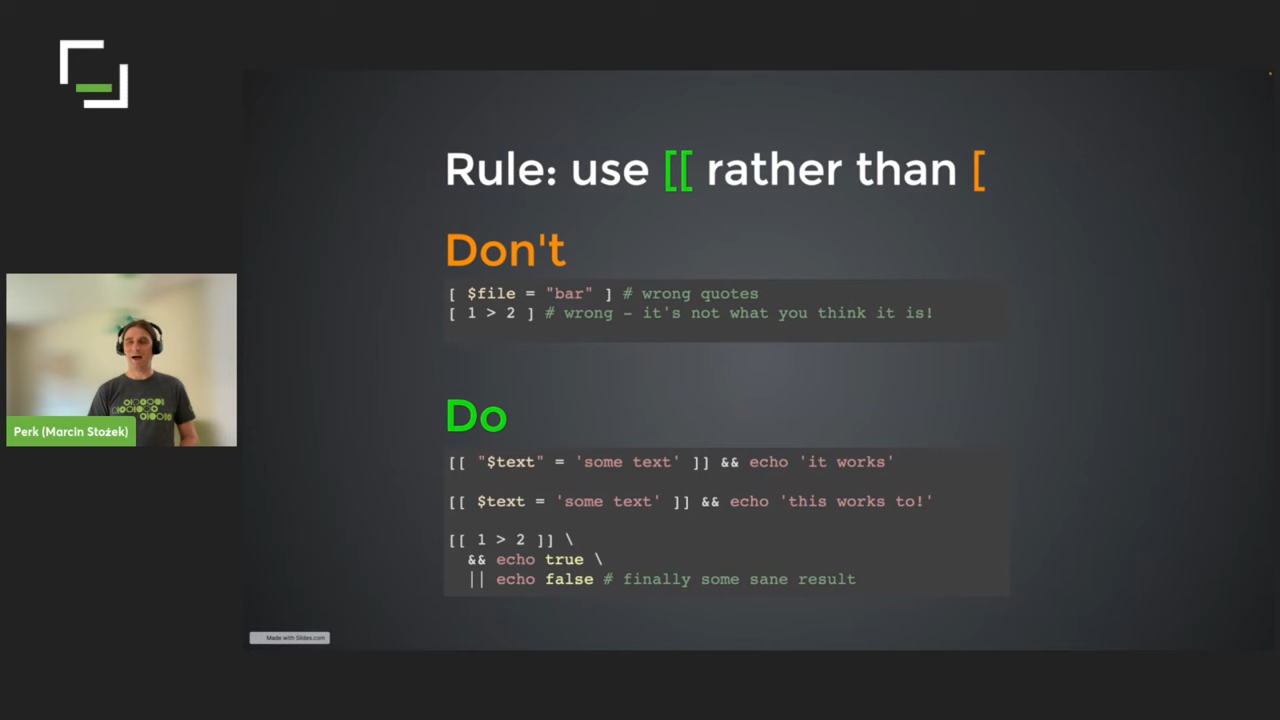 Rule: use [[ rather than [
Don't
[ $file = "bar" ] # wrong quotes
[ 1 > 2 ] # wrong - it's not what you think it is!
Do
[[ "$text" = 'some text' ]] && echo 'it works'
[[ $text = 'some text' ]] && echo 'this works to!'
[[ 1 > 2 ]] \
&& echo true \
|| echo false # finally some sane result
Perk (Marcin Stożek)
Made with Slides.com